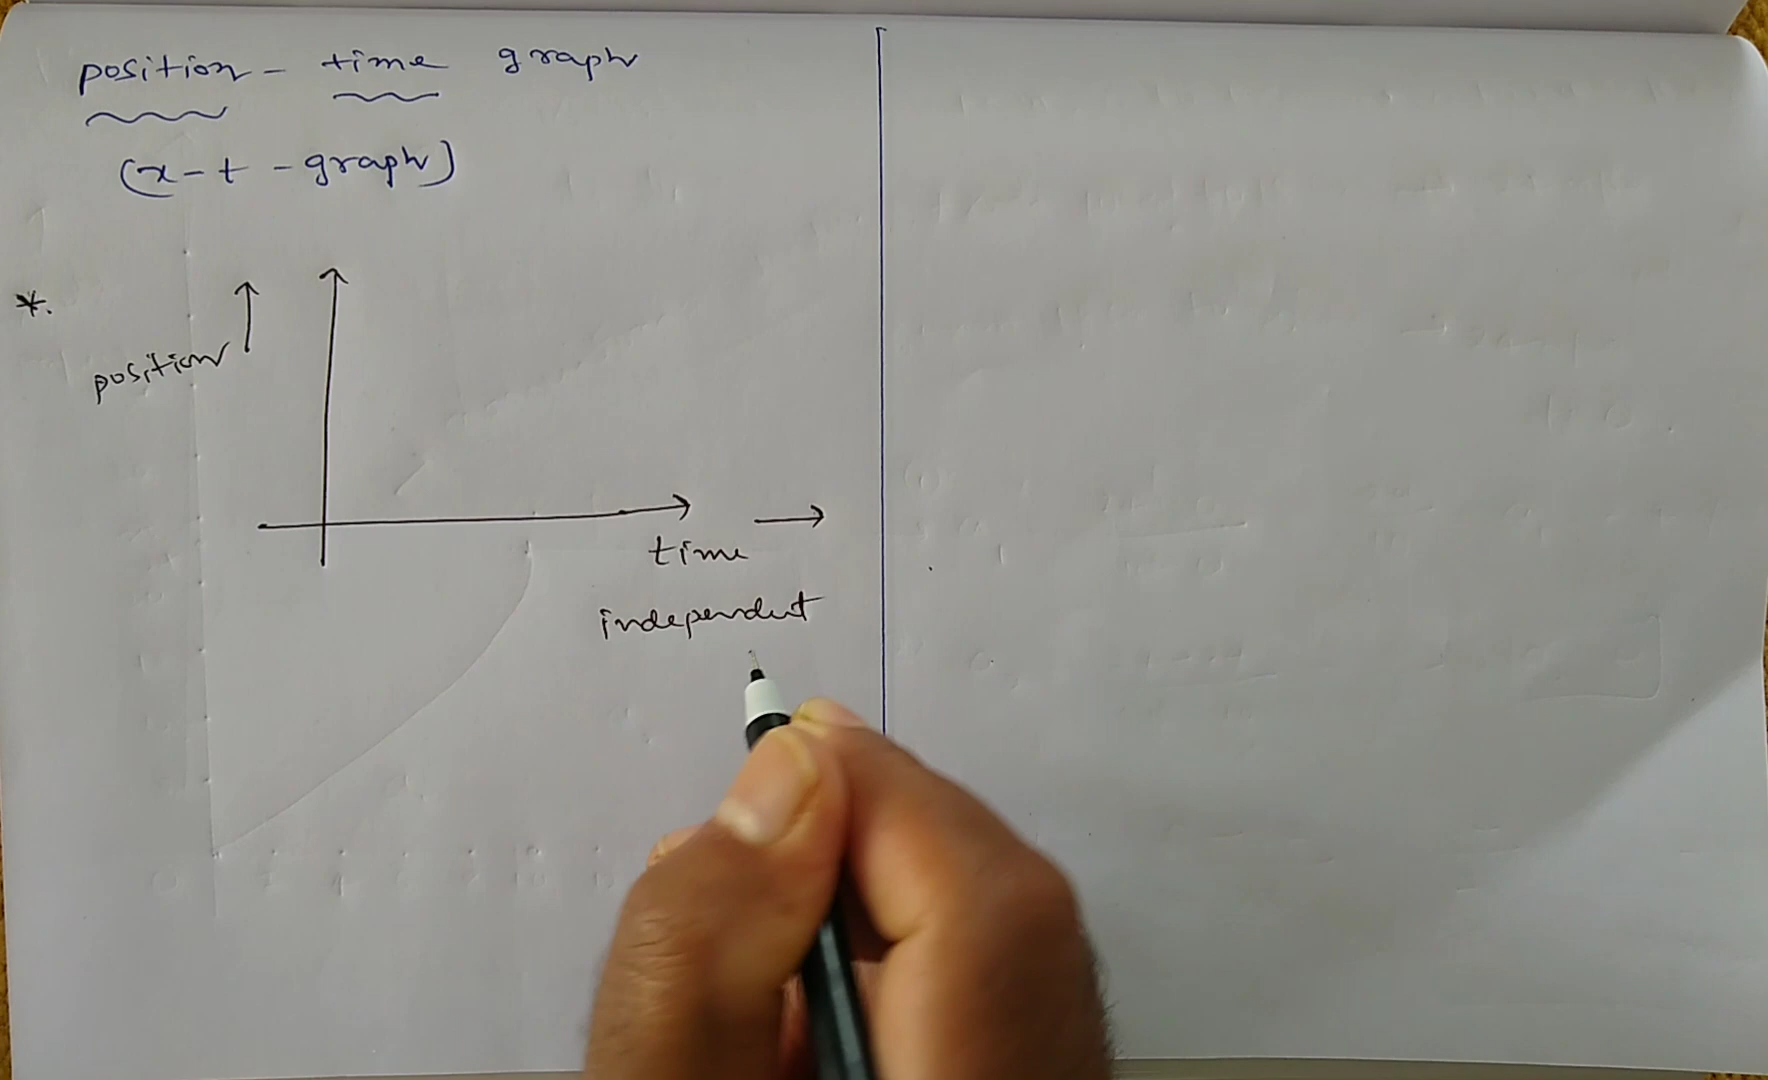 position - time graph
(x-t-graph)
*.
position
time
independent